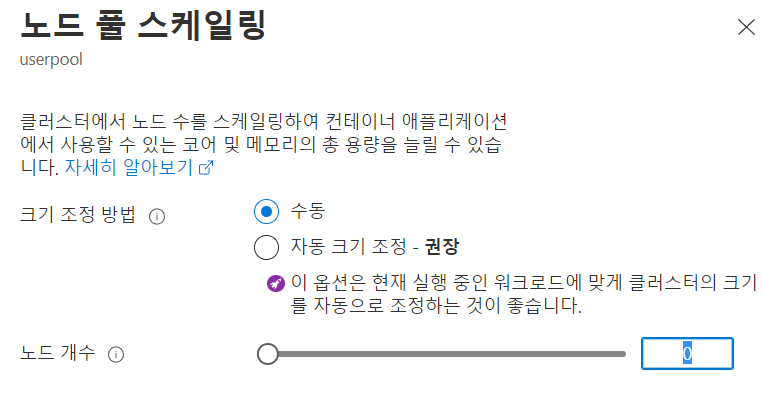 노드 풀 스케일링
userpool
클러스터에서 노드 수를 스케일링하여 컨테이너 애플리케이션
에서 사용할 수 있는 코어 및 메모리의 총 용량을 늘릴 수 있습
니다. 자세히 알아보기
크기 조정 방법
수동
자동 크기 조정 - 권장
이 옵션은 현재 실행 중인 워크로드에 맞게 클러스터의 크기
를 자동으로 조정하는 것이 좋습니다.
노드 개수
0